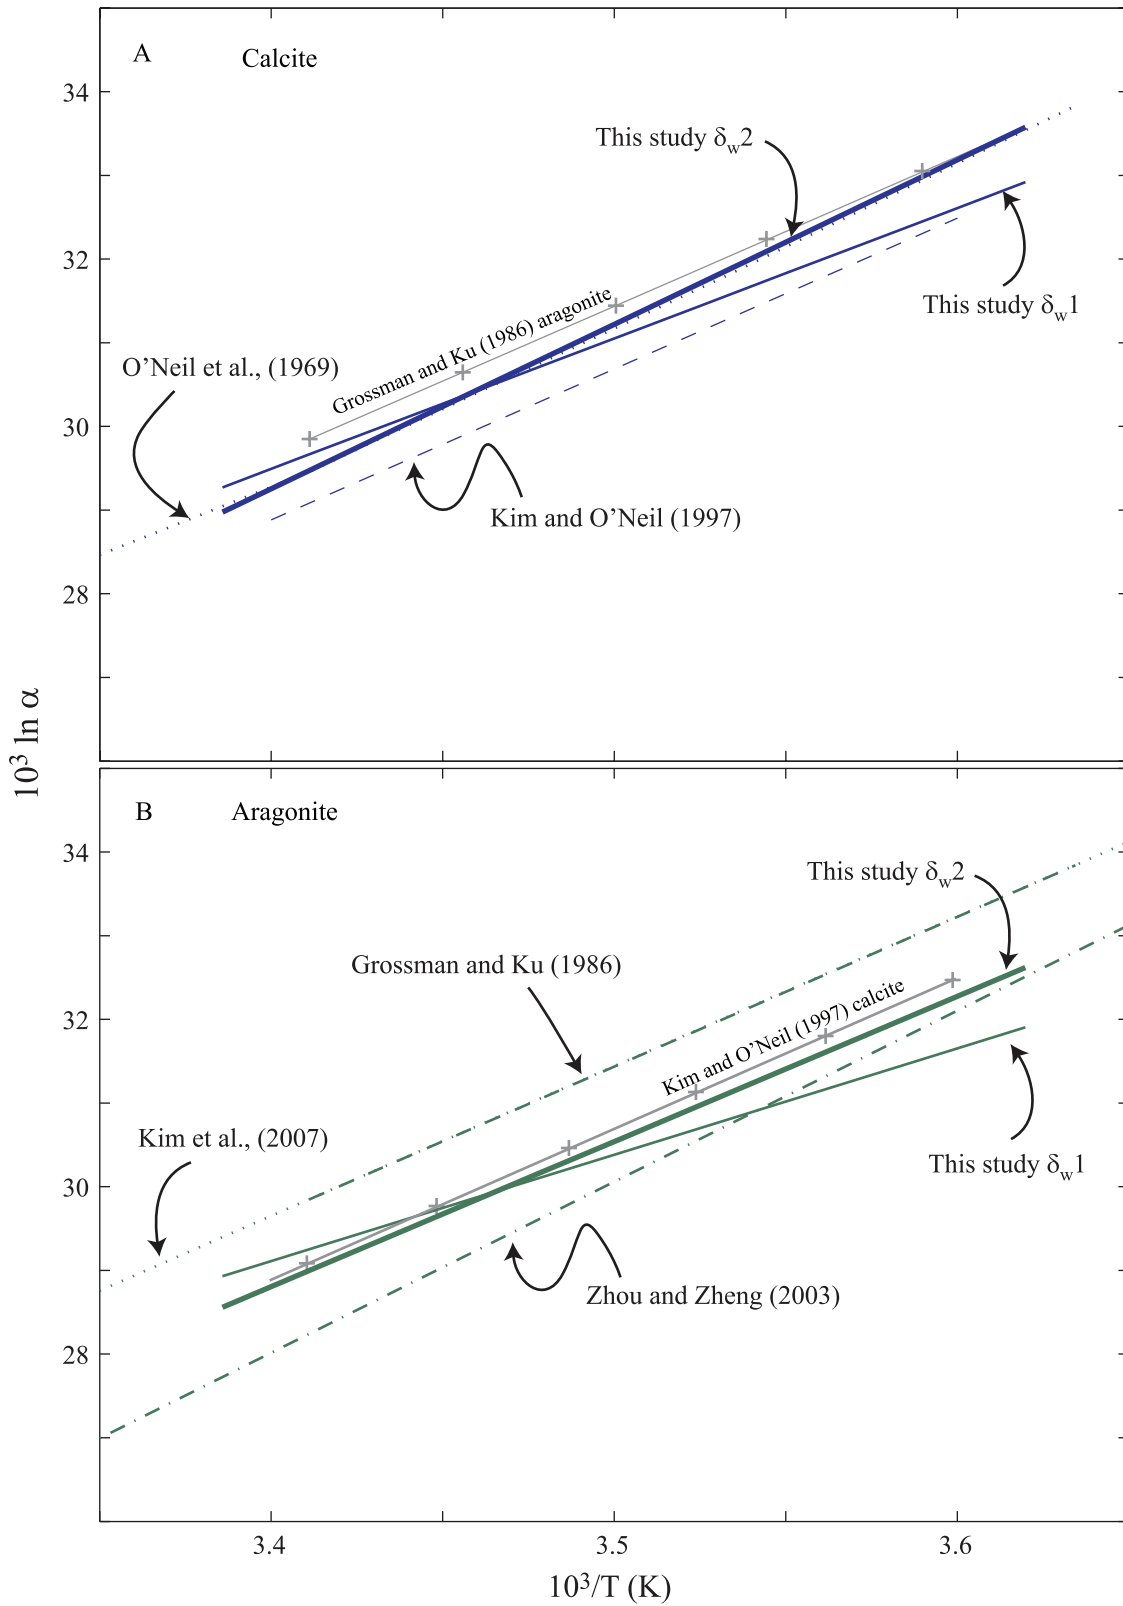 A
Calcite
34
This study δw2
32
This study δw1
Grossman and Ku (1986) aragonite
O’Neil et al., (1969)
30
Kim and O’Neil (1997)
28
10³ ln α
B
Aragonite
34
This study δw2
Grossman and Ku (1986)
Kim and O’Neil (1997) calcite
32
Kim et al., (2007)
This study δw1
30
Zhou and Zheng (2003)
28
3.4
3.5
3.6
10³/T (K)